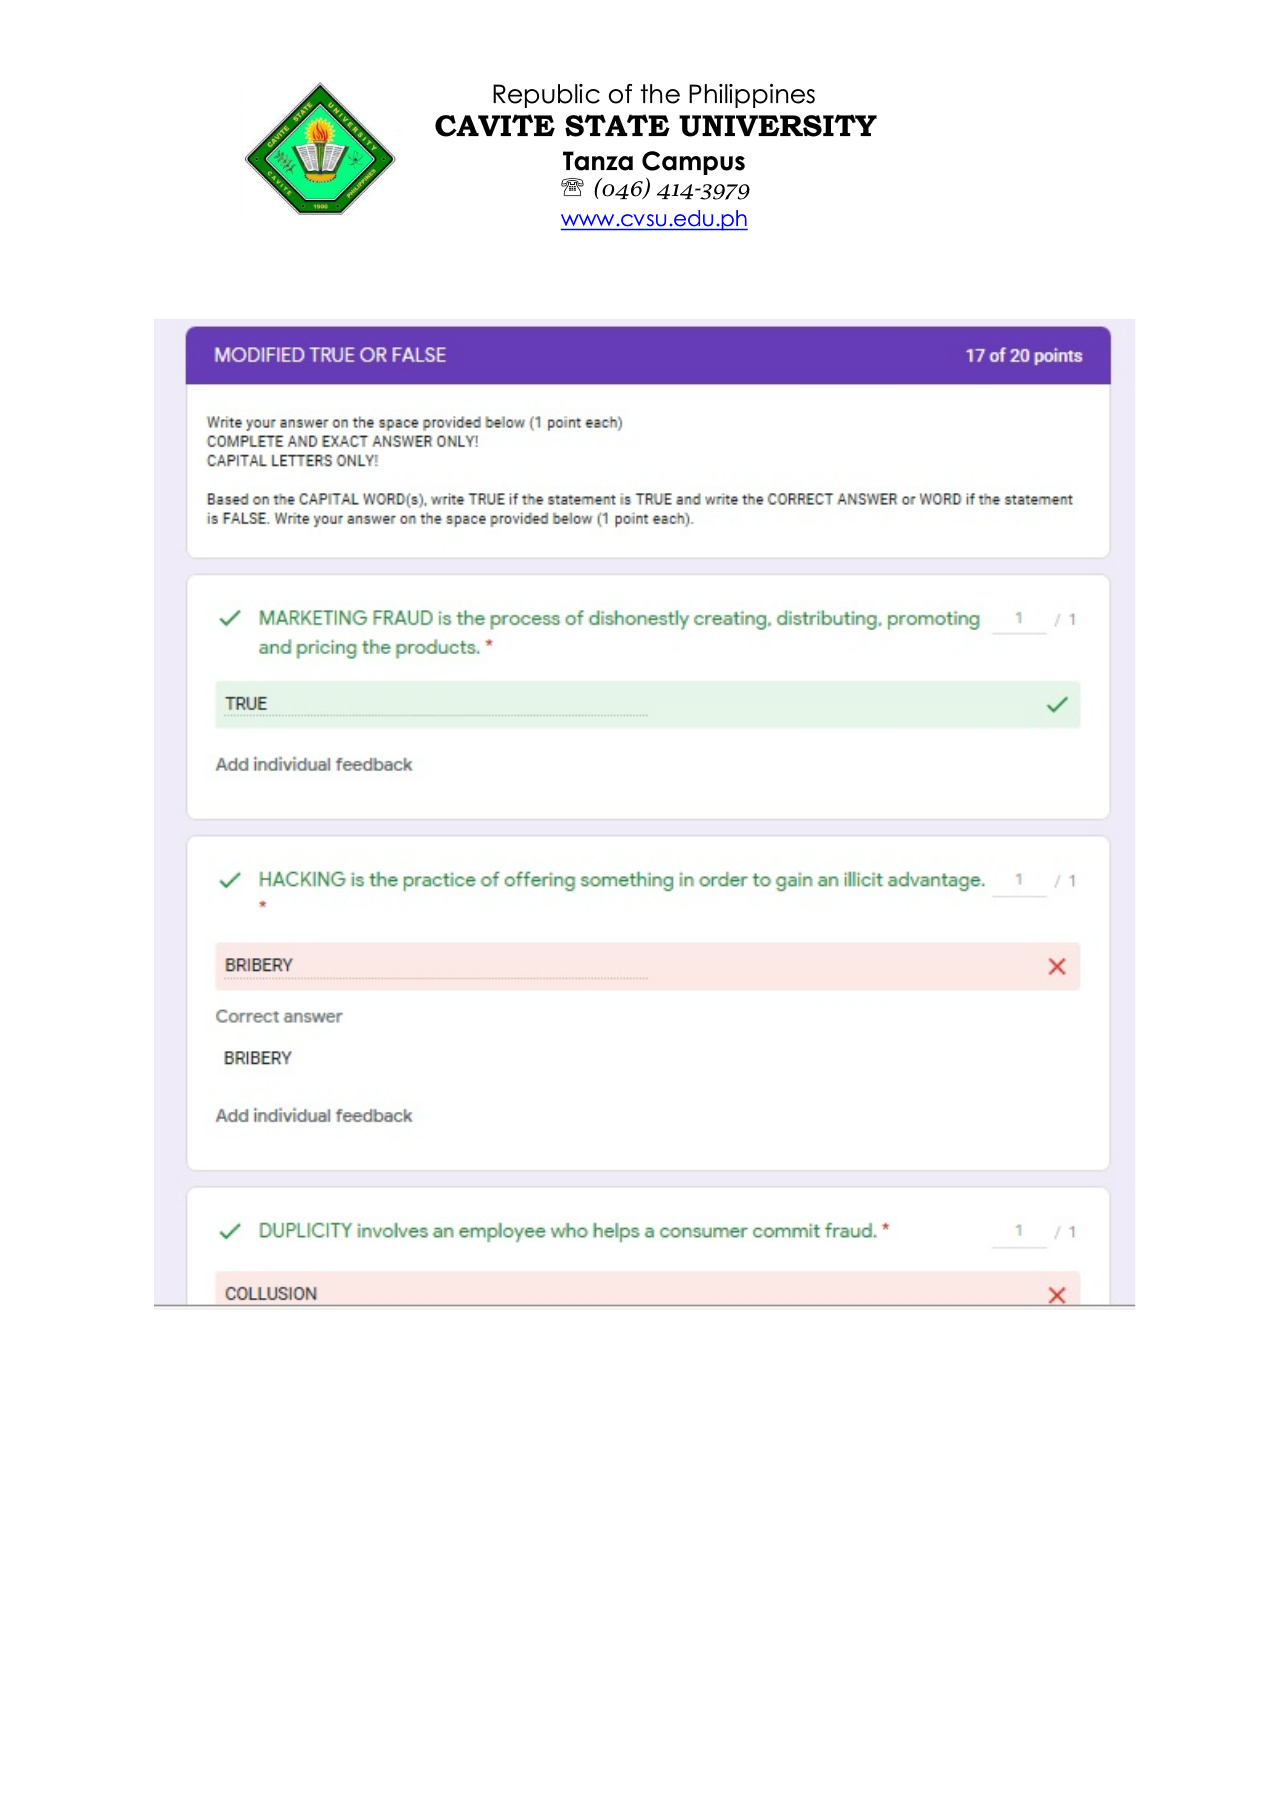 Republic of the Philippines
CAVITE STATE UNIVERSITY
Tanza Campus
☏ (046) 414-3979
www.cvsu.edu.ph
CAVITE STATE UNIVERSITY
CAVITE PHILIPPINES
1906
MODIFIED TRUE OR FALSE 17 of 20 points
Write your answer on the space provided below (1 point each)
COMPLETE AND EXACT ANSWER ONLY!
CAPITAL LETTERS ONLY!
Based on the CAPITAL WORD(s), write TRUE if the statement is TRUE and write the CORRECT ANSWER or WORD if the statement
is FALSE. Write your answer on the space provided below (1 point each).
MARKETING FRAUD is the process of dishonestly creating, distributing, promoting 1 / 1
and pricing the products. *
TRUE
Add individual feedback
HACKING is the practice of offering something in order to gain an illicit advantage. 1 / 1
*
BRIBERY
Correct answer
BRIBERY
Add individual feedback
DUPLICITY involves an employee who helps a consumer commit fraud. * 1 / 1
COLLUSION